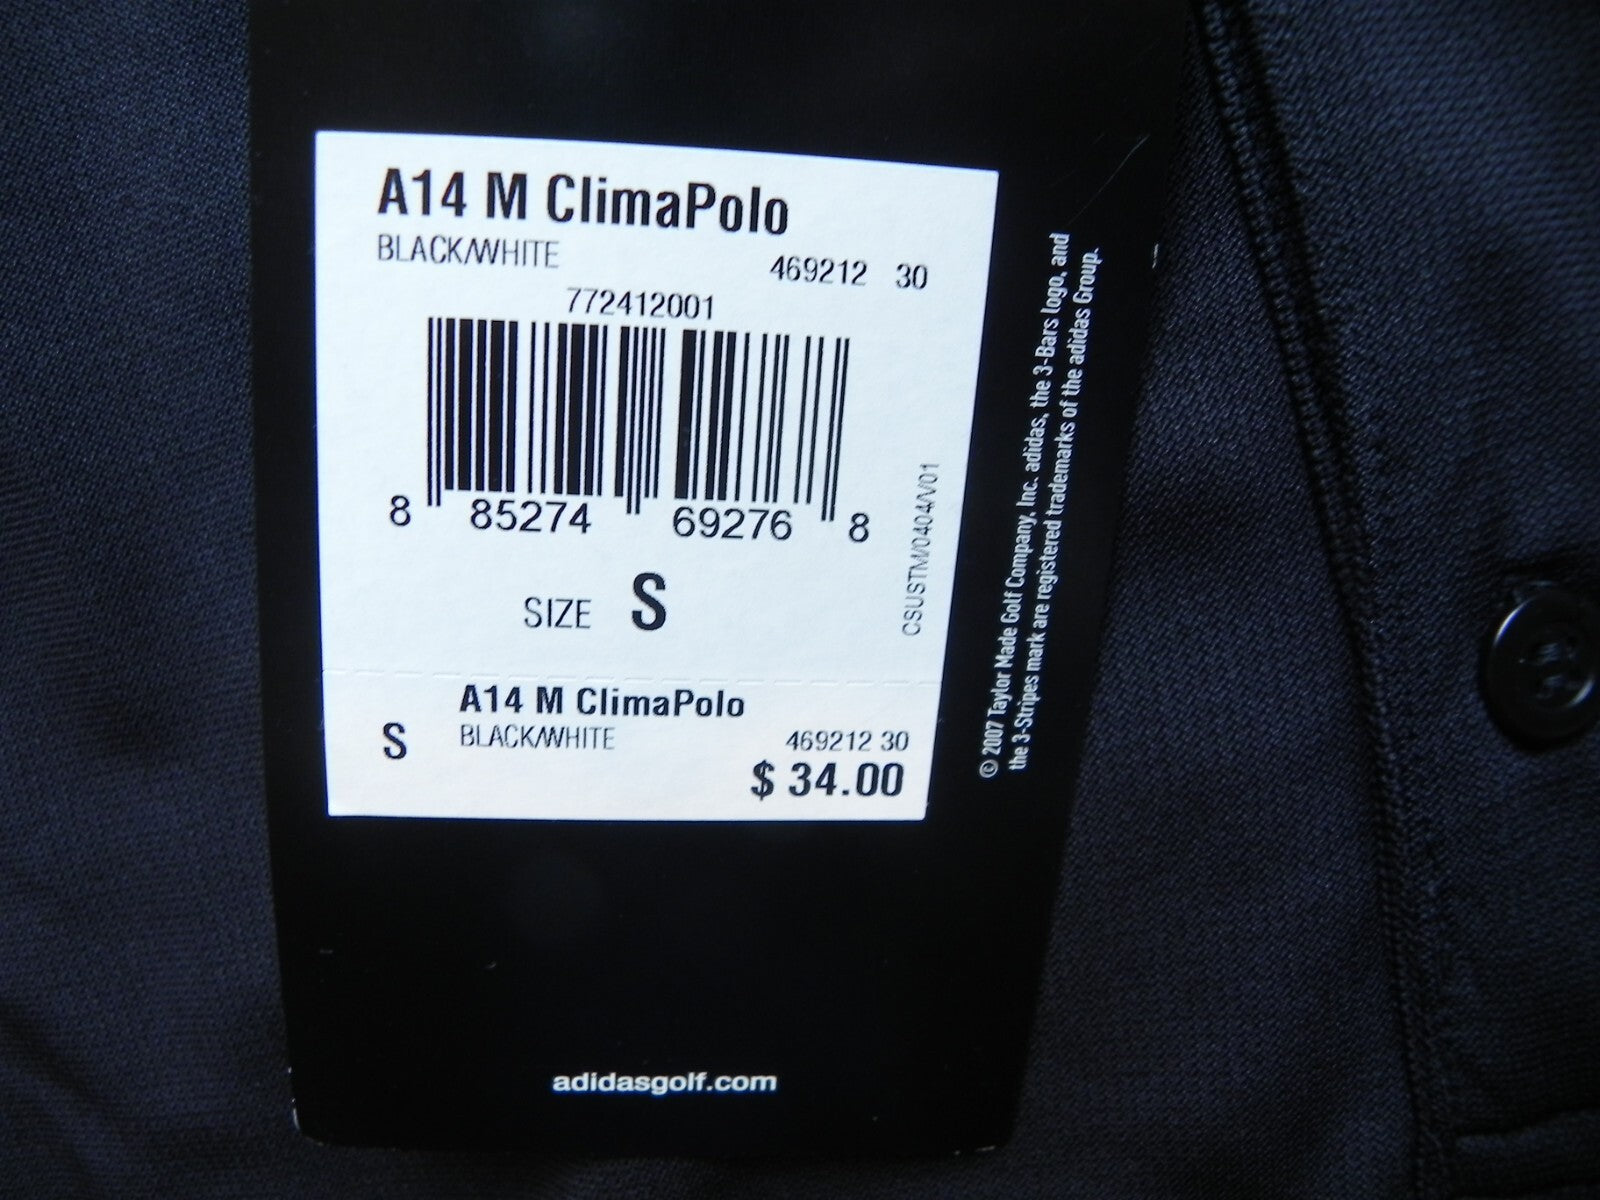 A14 M ClimaPolo
BLACK/WHITE
469212 30
772412001
8 85274 69276 8
SIZE S
CSUSTM/0404/V01
A14 M ClimaPolo
S BLACK/WHITE 469212 30
$ 34.00
© 2007 Taylor Made Golf Company, Inc. adidas, the 3-Bars logo, and
the 3-Stripes mark are registered trademarks of the adidas Group.
adidasgolf.com